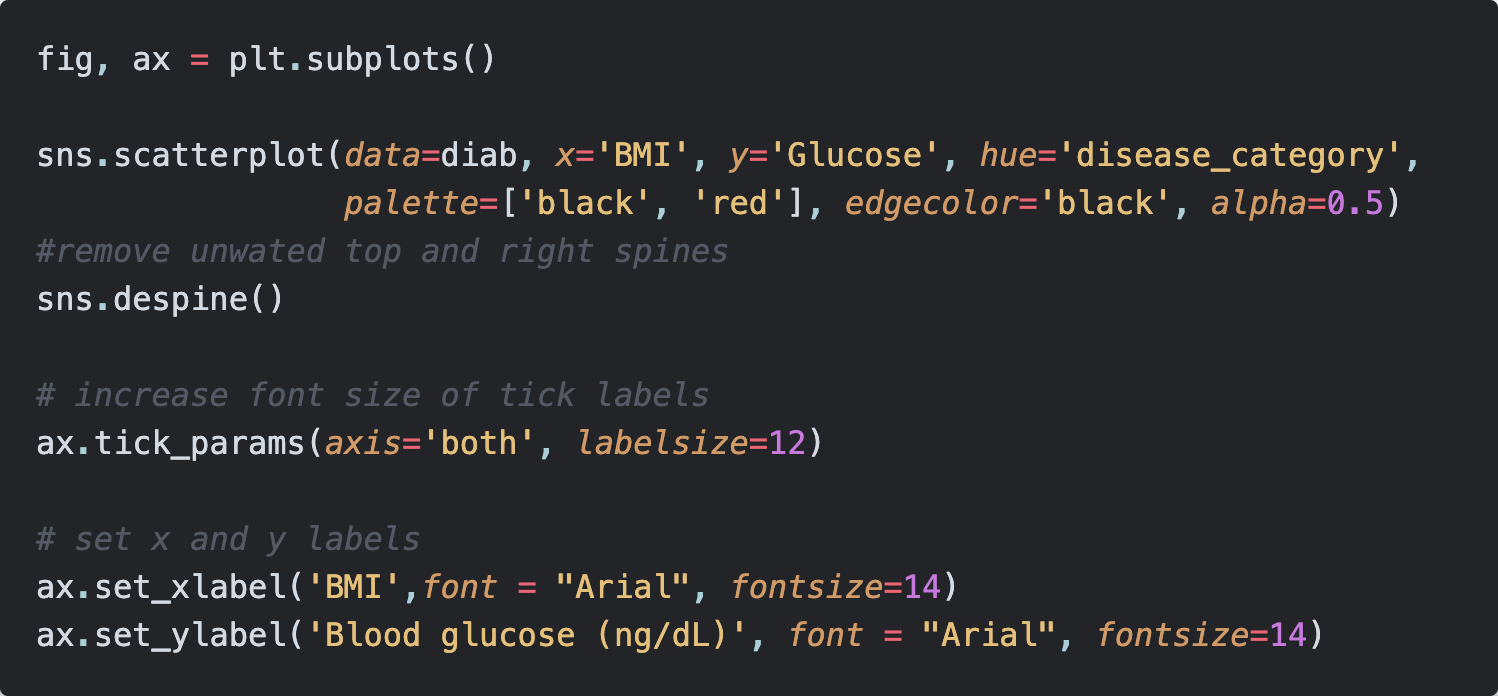 fig, ax = plt.subplots()
sns.scatterplot(data=diab, x='BMI', y='Glucose', hue='disease_category',
palette=['black', 'red'], edgecolor='black', alpha=0.5)
#remove unwated top and right spines
sns.despine()
# increase font size of tick labels
ax.tick_params(axis='both', labelsize=12)
# set x and y labels
ax.set_xlabel('BMI',font = "Arial", fontsize=14)
ax.set_ylabel('Blood glucose (ng/dL)', font = "Arial", fontsize=14)